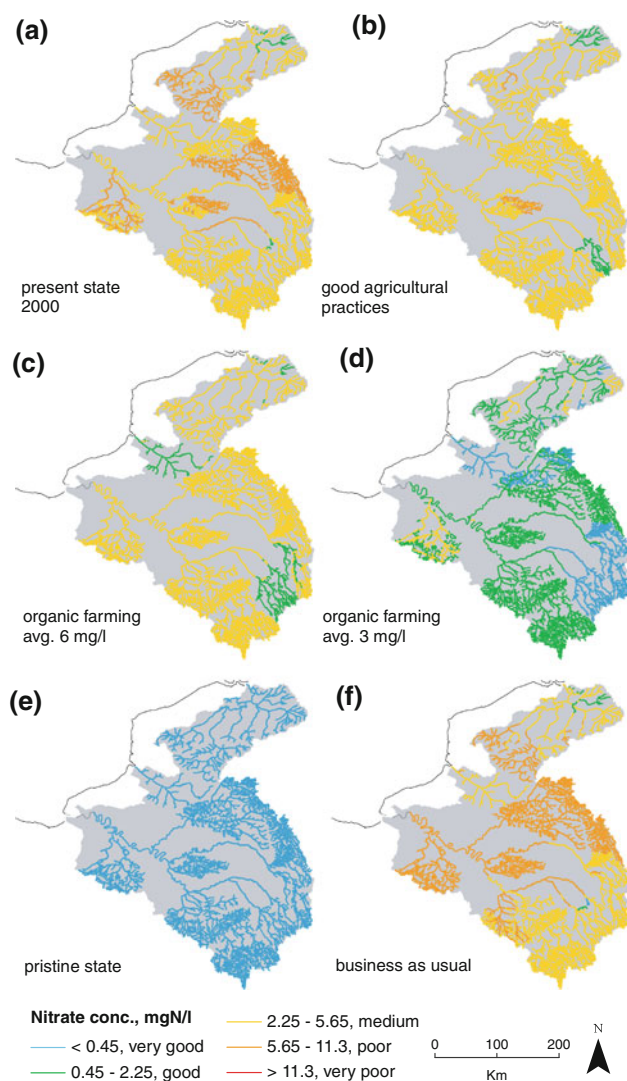 (a)
(b)
present state
2000
good agricultural
practices
(c)
(d)
organic farming
avg. 6 mg/l
organic farming
avg. 3 mg/l
(e)
(f)
pristine state
business as usual
Nitrate conc., mgN/l
< 0.45, very good
0.45 - 2.25, good
2.25 - 5.65, medium
5.65 - 11.3, poor
> 11.3, very poor
0 100 200
Km
N